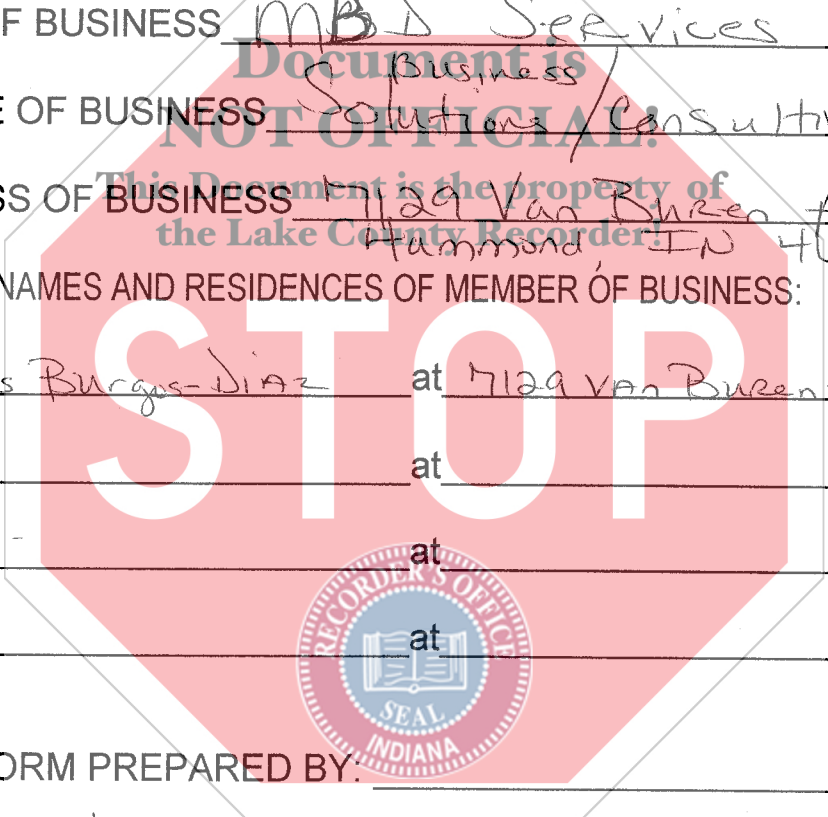 F BUSINESS MBD Services
Document is
Business
E OF BUSINESS Solutions/Consultin
NOT OFFICIAL!
This Document is the property of
SS OF BUSINESS 7129 Van Buren
the Lake County Recorder!
Hammond, IN 4
NAMES AND RESIDENCES OF MEMBER OF BUSINESS:
s Burgos-Diaz at 7129 Van Buren
at
at
at
STOP
RECORDER'S OFFICE
SEAL
INDIANA
ORM PREPARED BY: